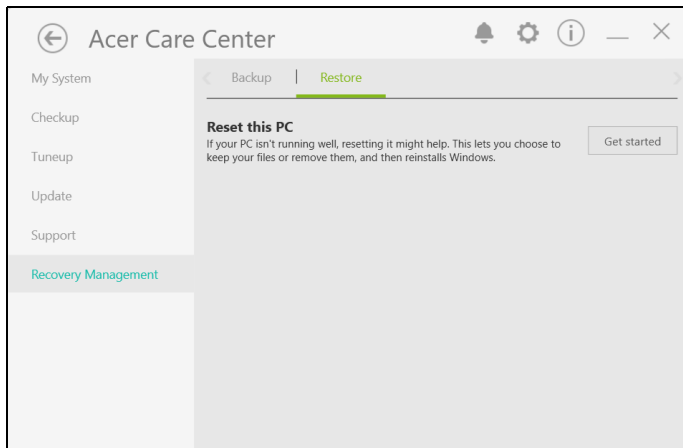 Acer Care Center
My System
Checkup
Tuneup
Update
Support
Recovery Management
Backup | Restore
Reset this PC
If your PC isn't running well, resetting it might help. This lets you choose to
keep your files or remove them, and then reinstalls Windows.
Get started